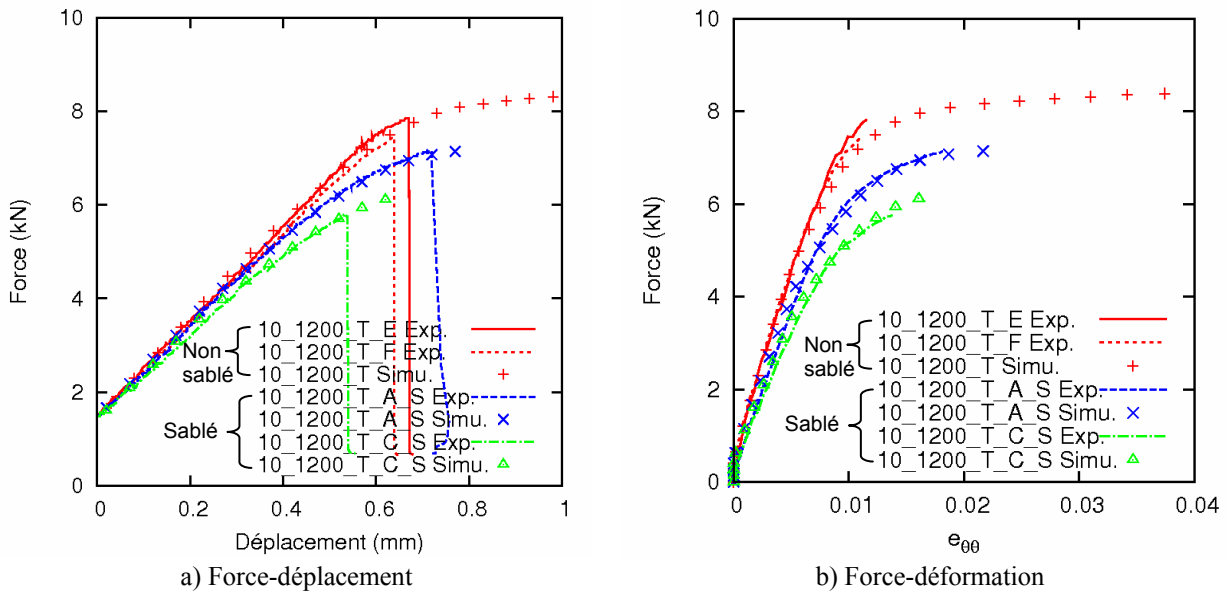 10
8
6
4
2
0
Force (kN)
10_1200_T_E Exp.
10_1200_T_F Exp.
10_1200_T Simu.
10_1200_T_A_S Exp.
10_1200_T_A_S Simu.
10_1200_T_C_S Exp.
10_1200_T_C_S Simu.
Non
sablé
Sablé
0 0.2 0.4 0.6 0.8 1
Déplacement (mm)
a) Force-déplacement
10
8
6
4
2
0
Force (kN)
10_1200_T_E Exp.
10_1200_T_F Exp.
10_1200_T Simu.
10_1200_T_A_S Exp.
10_1200_T_A_S Simu.
10_1200_T_C_S Exp.
10_1200_T_C_S Simu.
Non
sablé
Sablé
0 0.01 0.02 0.03 0.04
eθθ
b) Force-déformation